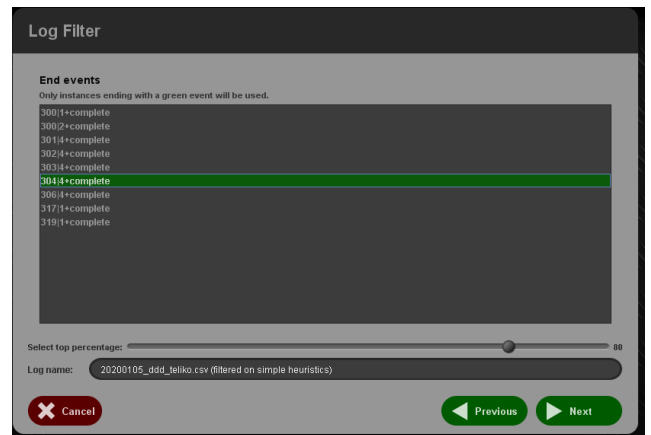 Log Filter
End events
Only instances ending with a green event will be used.
300|1+complete
300|2+complete
301|4+complete
302|4+complete
303|4+complete
304|4+complete
306|4+complete
317|1+complete
319|1+complete
Select top percentage: 80
Log name: 20200105_ddd_teliko.csv (filtered on simple heuristics)
Cancel Previous Next